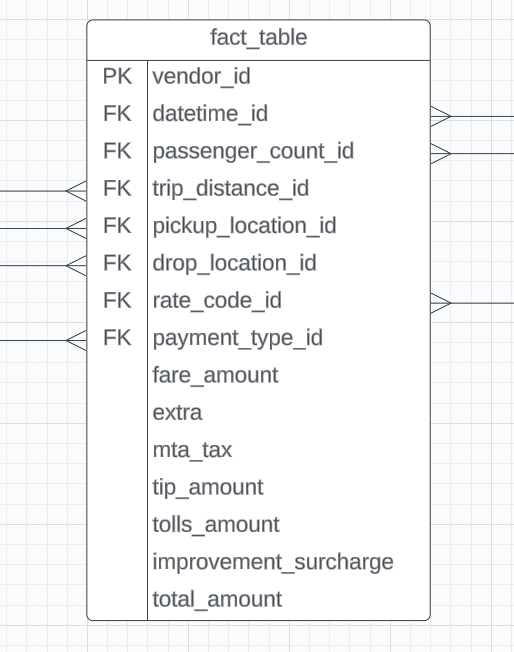 fact_table
PK vendor_id
FK datetime_id
FK passenger_count_id
FK trip_distance_id
FK pickup_location_id
FK drop_location_id
FK rate_code_id
FK payment_type_id
fare_amount
extra
mta_tax
tip_amount
tolls_amount
improvement_surcharge
total_amount